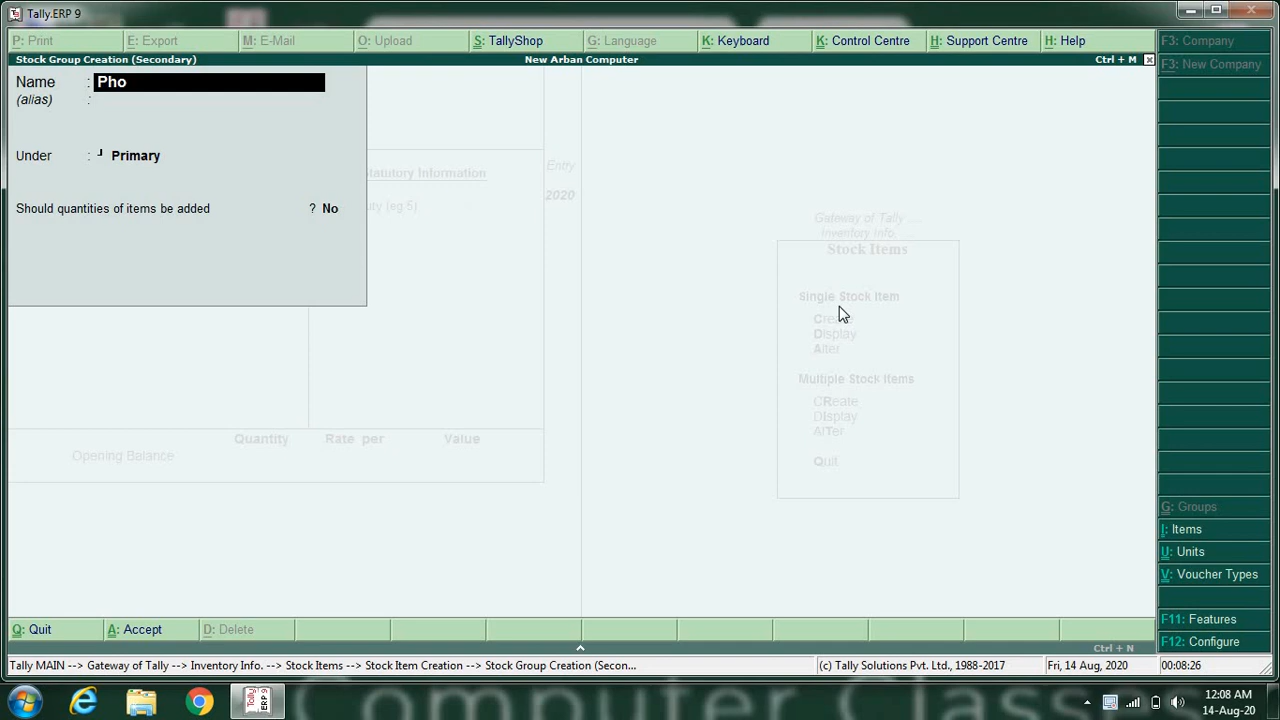 Tally.ERP 9
P: Print
E: Export
M: E-Mail
O: Upload
S: TallyShop
G: Language
K: Keyboard
K: Control Centre
H: Support Centre
H: Help
F3: Company
F3: New Company
Stock Group Creation (Secondary)
New Arban Computer
Ctrl + M
Name : Pho
(alias) :
Under : Primary
Should quantities of items be added ? No
Statutory Information
Entry
2020
uty (eg 5)
Gateway of Tally ....
Inventory Info. ...
Stock Items
Single Stock Item
Create
Display
Alter
Multiple Stock Items
CReate
DIsplay
AlTer
Quit
Quantity Rate per Value
Opening Balance
G: Groups
I: Items
U: Units
V: Voucher Types
F11: Features
F12: Configure
Q: Quit
A: Accept
D: Delete
Ctrl + N
Tally MAIN --> Gateway of Tally --> Inventory Info. --> Stock Items --> Stock Item Creation --> Stock Group Creation (Secon...
(c) Tally Solutions Pvt. Ltd., 1988-2017
Fri, 14 Aug, 2020
00:08:26
Tally
ERP 9
12:08 AM
14-Aug-20